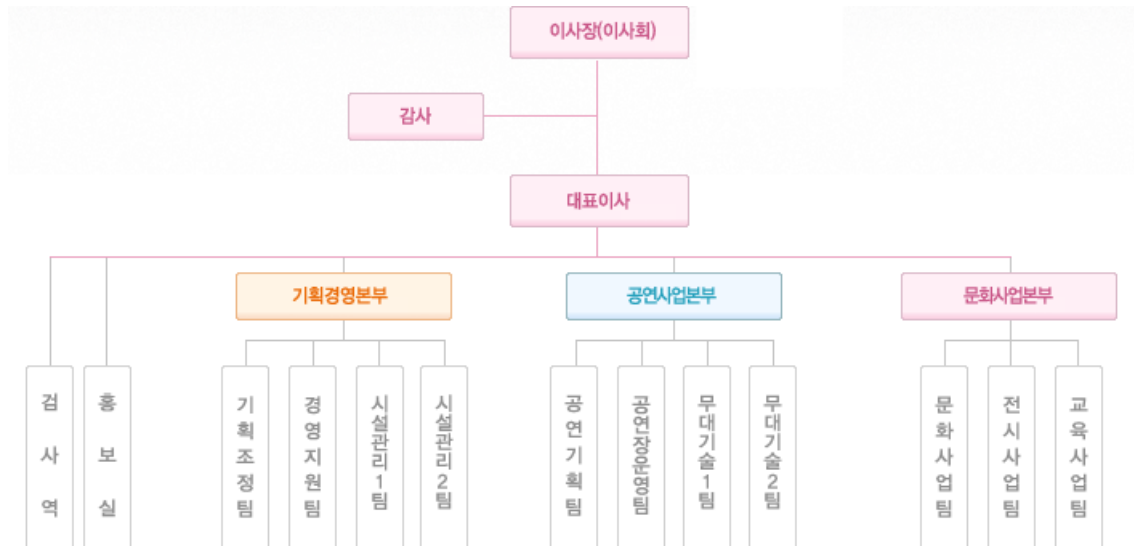 이사장(이사회)
감사
대표이사
기획경영본부
공연사업본부
문화사업본부
검사역
홍보실
기획조정팀
경영지원팀
시설관리1팀
시설관리2팀
공연기획팀
공연장운영팀
무대기술1팀
무대기술2팀
문화사업팀
전시사업팀
교육사업팀